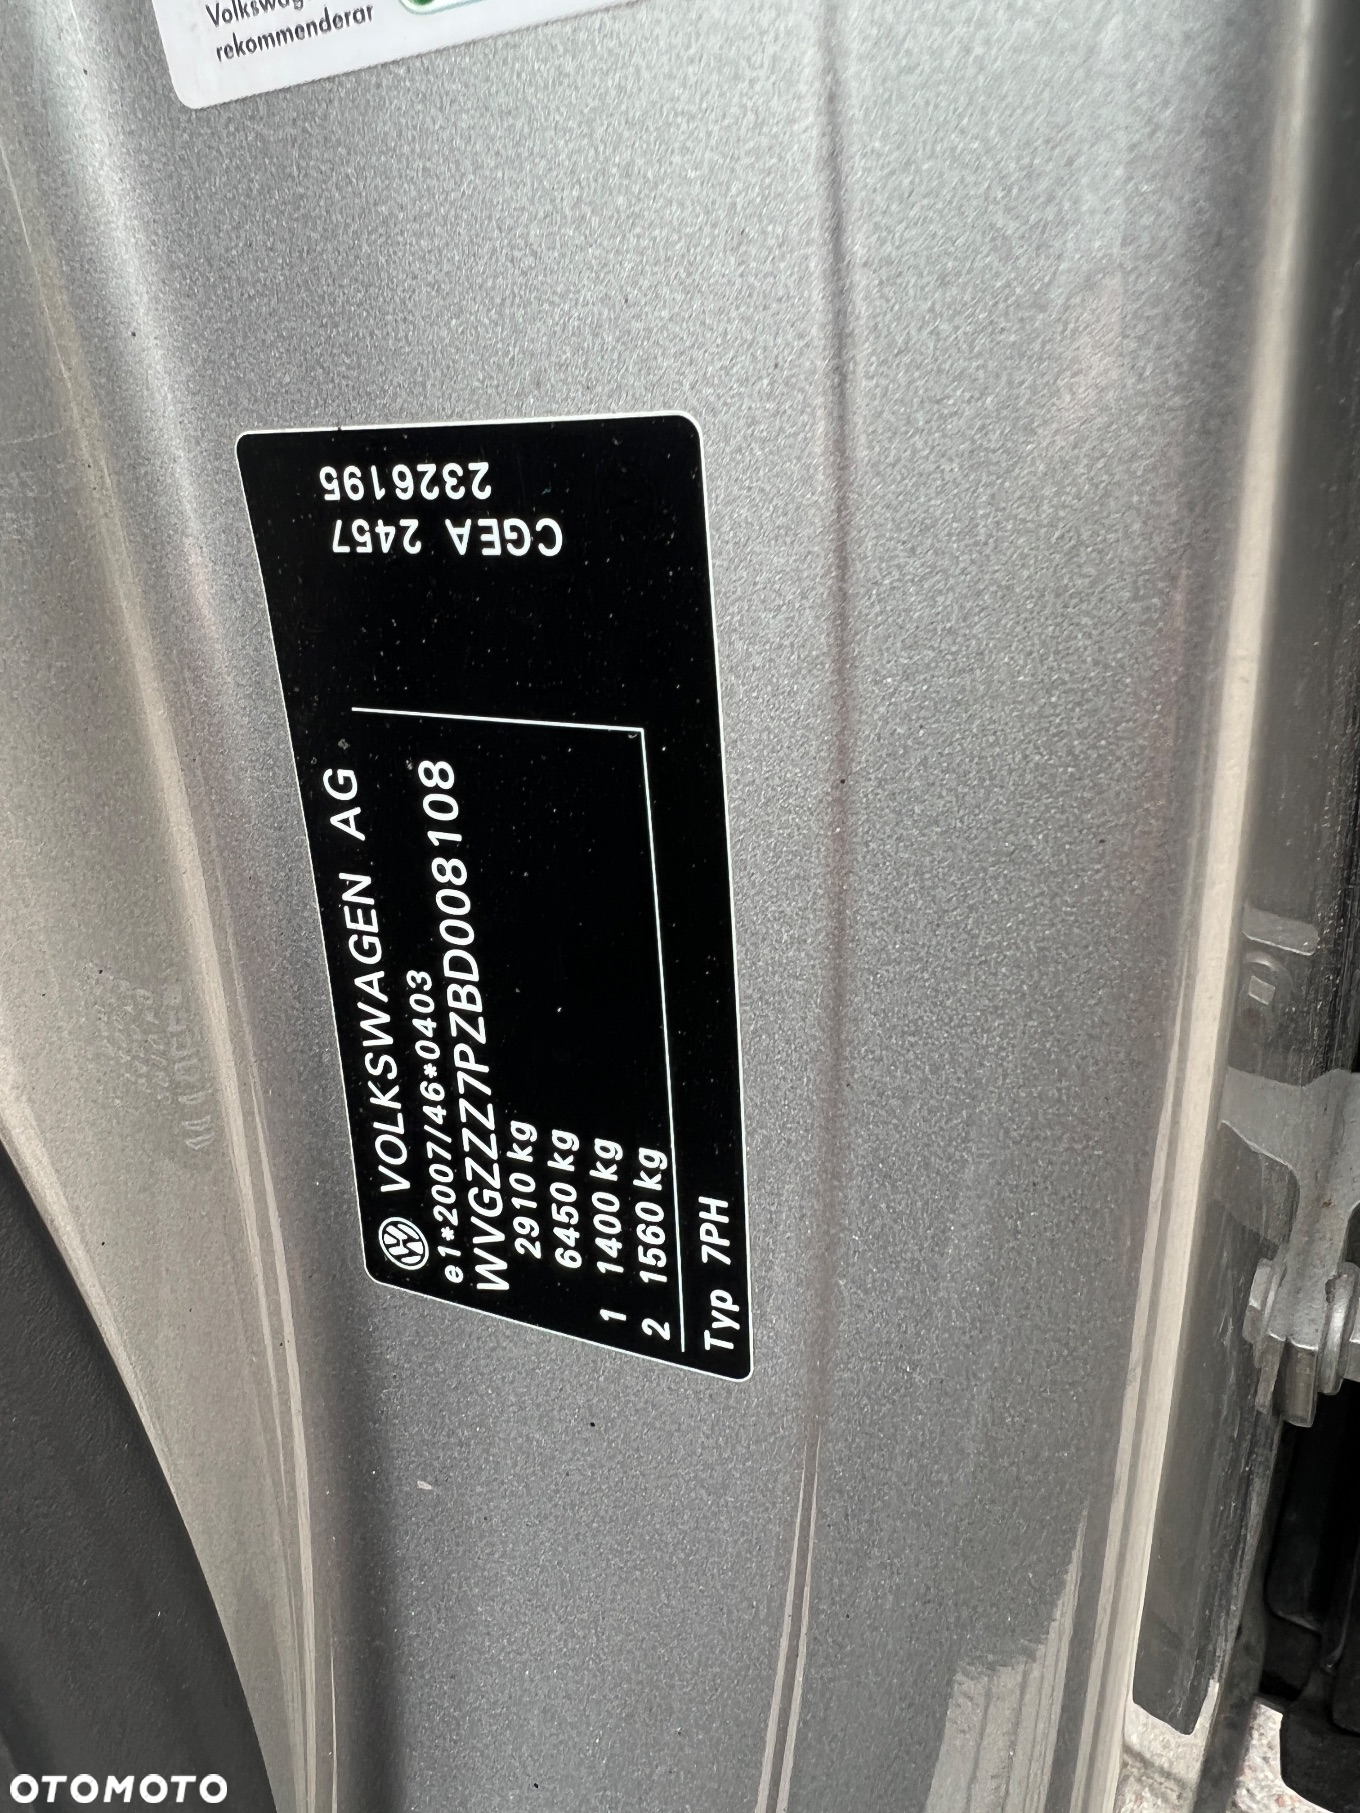 rekommenderar
VOLKSWAGEN AG
e1*2007/46*0403
WVGZZZ7PZBD008108
2910 kg
6450 kg
1 1400 kg
2 1560 kg
Typ 7PH
CGEA 2457
2326195
OTOMOTO